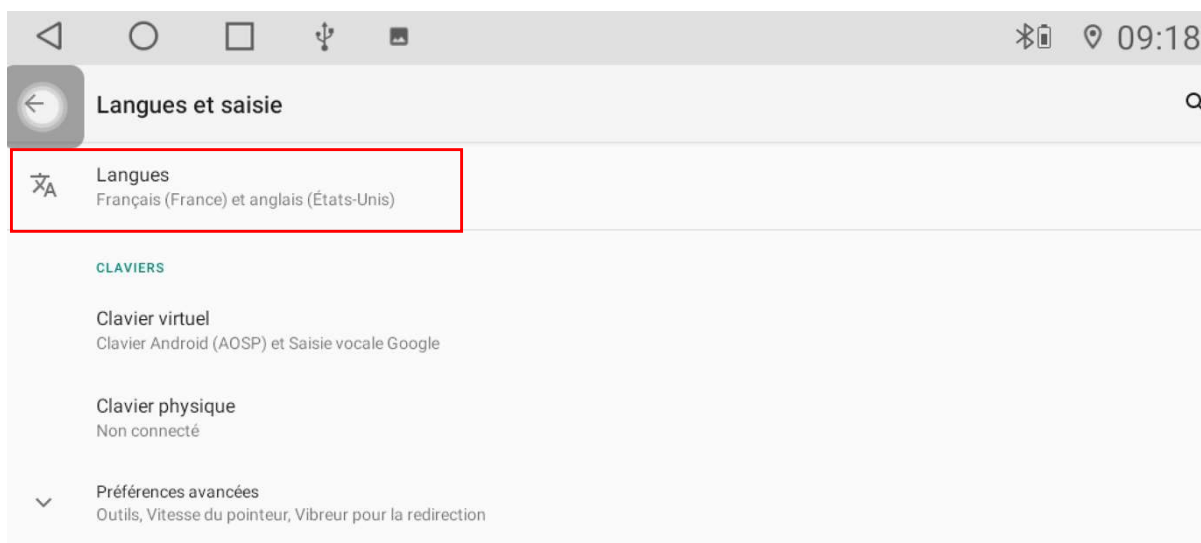 09:18
Langues et saisie
Langues
Français (France) et anglais (États-Unis)
CLAVIERS
Clavier virtuel
Clavier Android (AOSP) et Saisie vocale Google
Clavier physique
Non connecté
Préférences avancées
Outils, Vitesse du pointeur, Vibreur pour la redirection